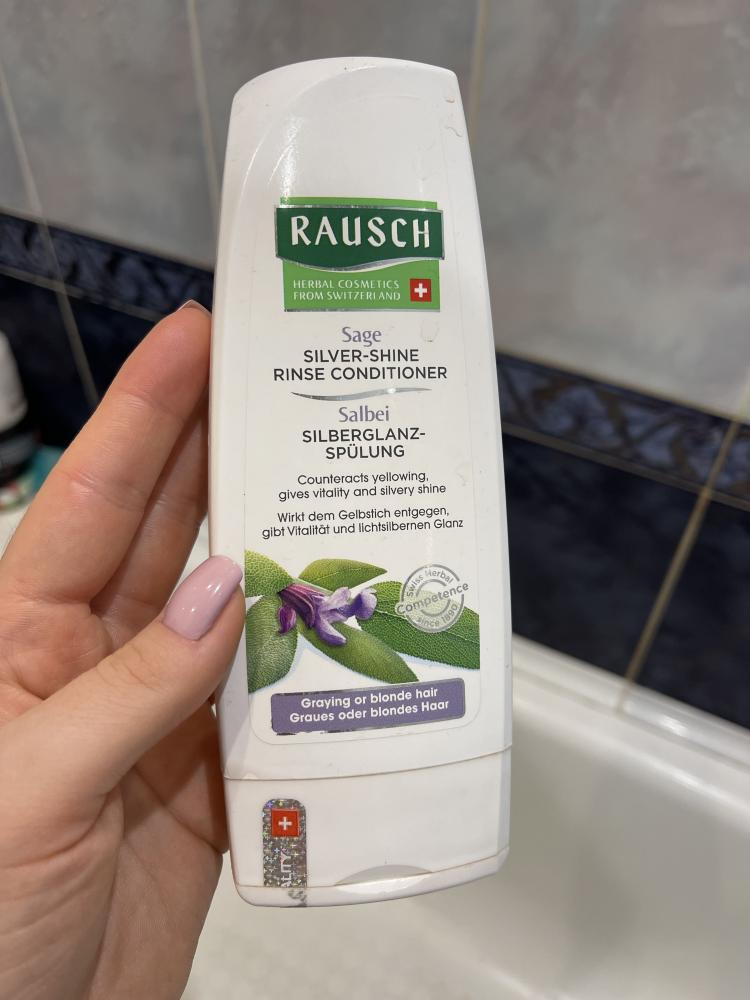 RAUSCH
HERBAL COSMETICS
FROM SWITZERLAND
Sage
SILVER-SHINE
RINSE CONDITIONER
Salbei
SILBERGLANZ-
SPÜLUNG
Counteracts yellowing,
gives vitality and silvery shine
Wirkt dem Gelbstich entgegen,
gibt Vitalität und lichtsilbernen Glanz
Swiss Herbal
Competence
since 1890
Graying or blonde hair
Graues oder blondes Haar